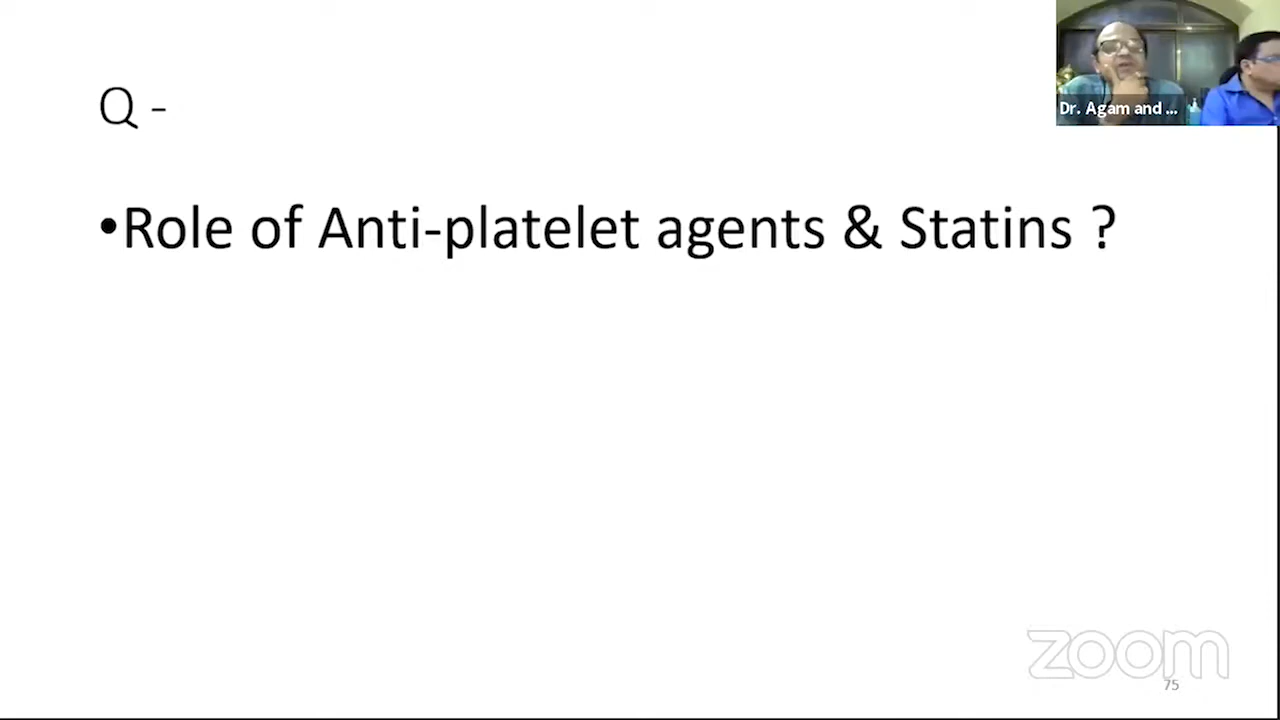 Dr. Agam and ...
Q -
•Role of Anti-platelet agents & Statins ?
zoom
75